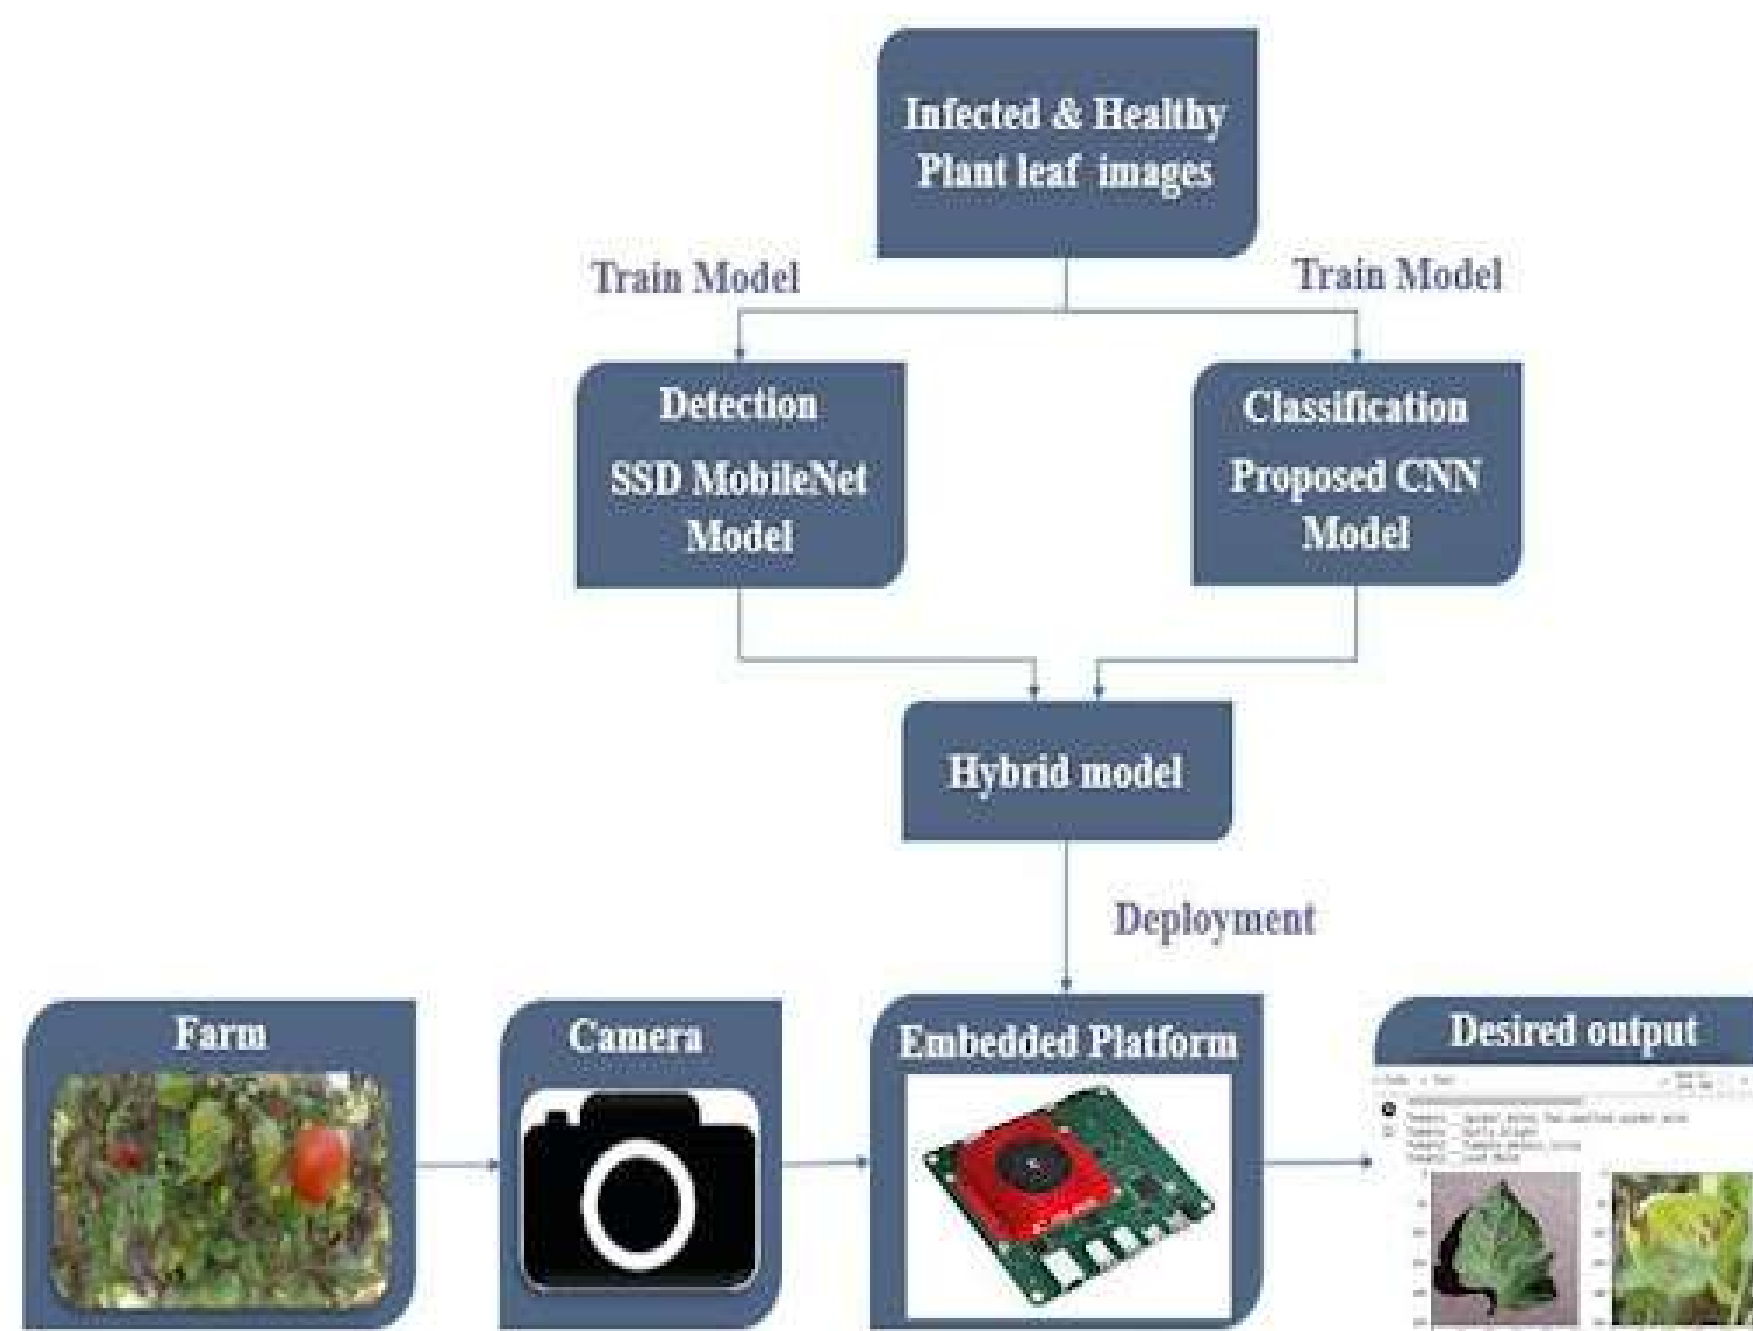 Infected & Healthy
Plant leaf images
Train Model
Train Model
Detection
SSD MobileNet
Model
Classification
Proposed CNN
Model
Hybrid model
Deployment
Farm
Camera
Embedded Platform
Desired output